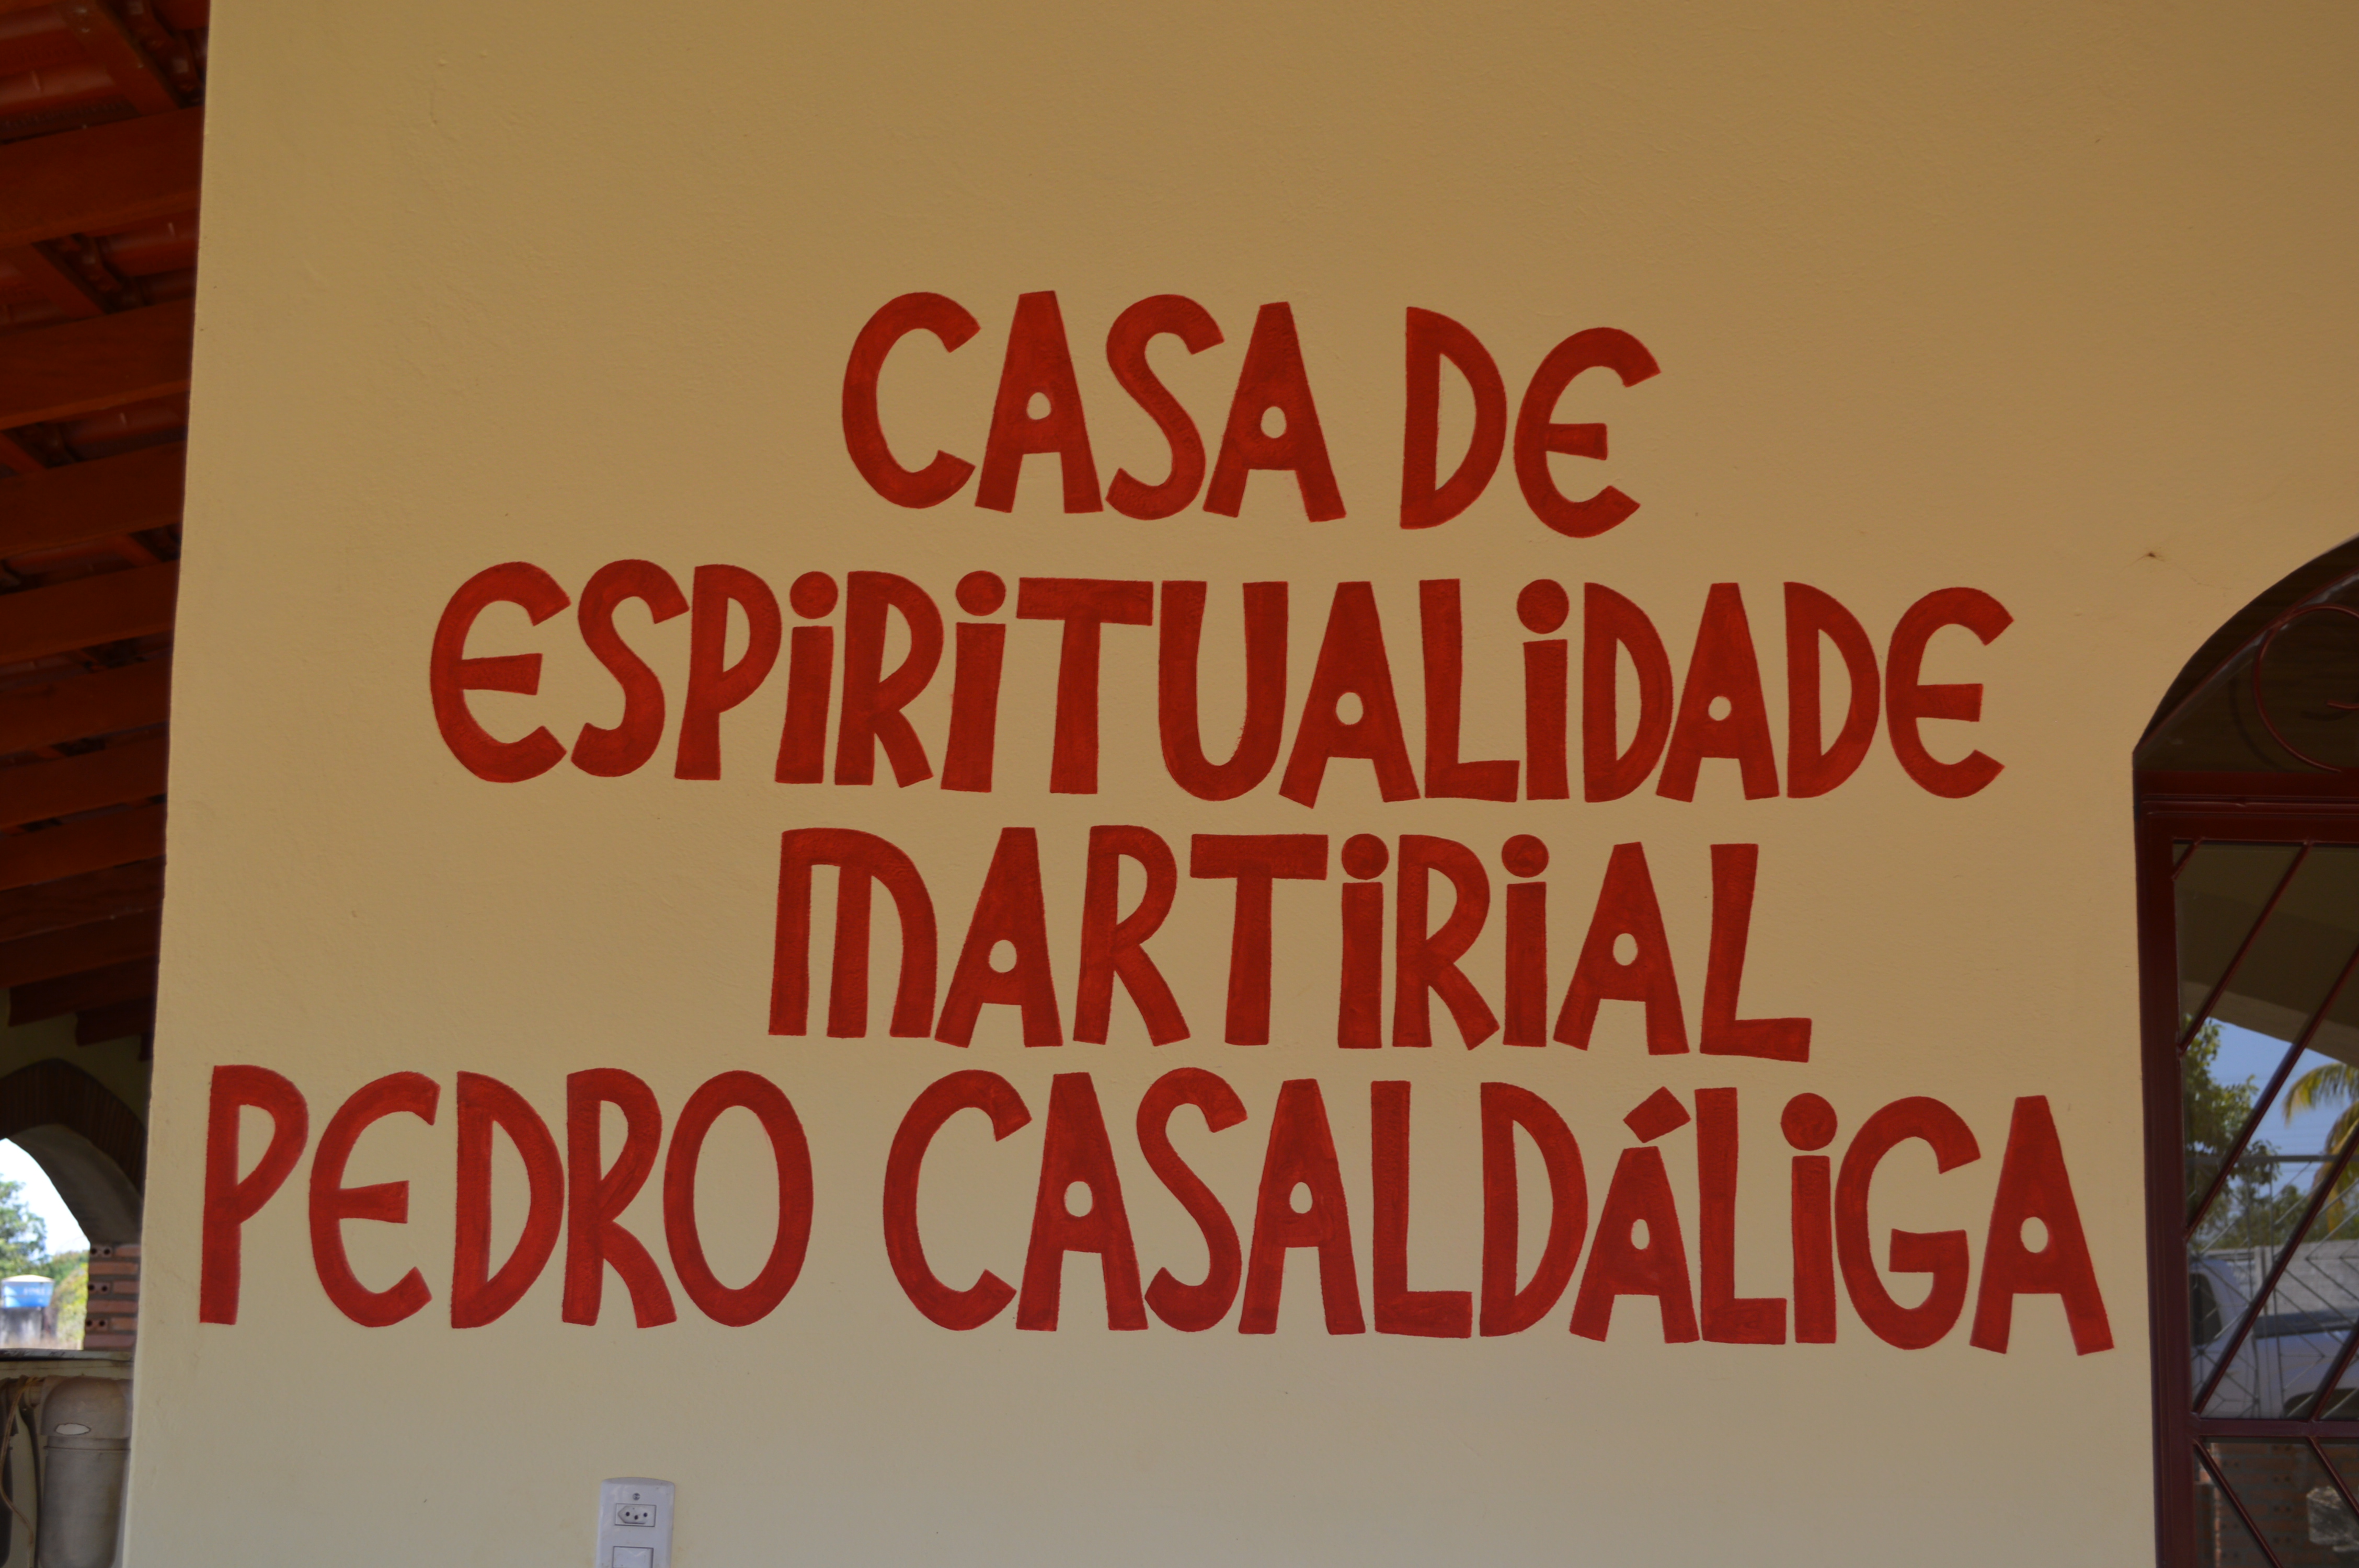 CASA DE
ESPiRiTUALiDADE
MARTiRiAL
PEDRO CASALDÁLiGA